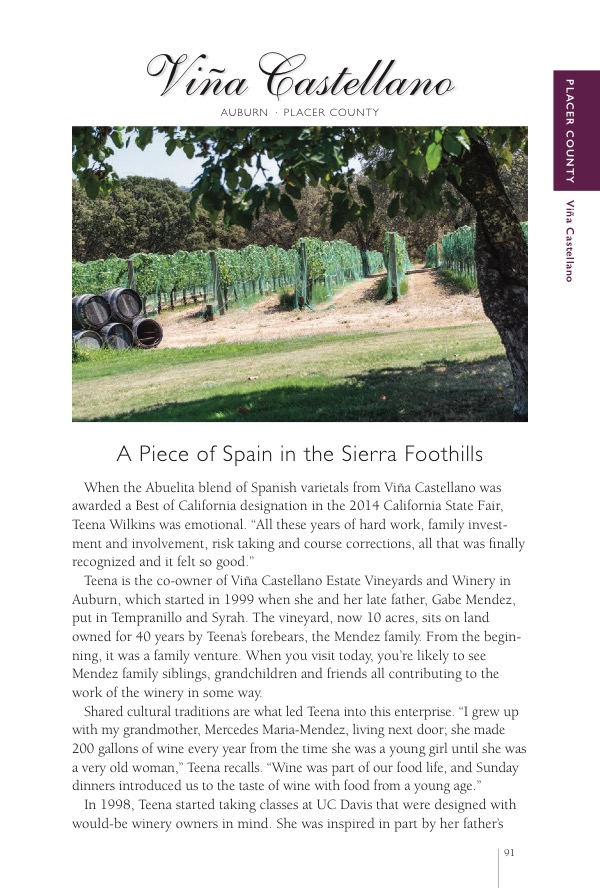 Viña Castellano
AUBURN · PLACER COUNTY
PLACER COUNTY
Viña Castellano
A Piece of Spain in the Sierra Foothills
When the Abuelita blend of Spanish varietals from Viña Castellano was
awarded a Best of California designation in the 2014 California State Fair,
Teena Wilkins was emotional. “All these years of hard work, family invest-
ment and involvement, risk taking and course corrections, all that was finally
recognized and it felt so good.”
Teena is the co-owner of Viña Castellano Estate Vineyards and Winery in
Auburn, which started in 1999 when she and her late father, Gabe Mendez,
put in Tempranillo and Syrah. The vineyard, now 10 acres, sits on land
owned for 40 years by Teena’s forebears, the Mendez family. From the begin-
ning, it was a family venture. When you visit today, you’re likely to see
Mendez family siblings, grandchildren and friends all contributing to the
work of the winery in some way.
Shared cultural traditions are what led Teena into this enterprise. “I grew up
with my grandmother, Mercedes Maria-Mendez, living next door; she made
200 gallons of wine every year from the time she was a young girl until she was
a very old woman,” Teena recalls. “Wine was part of our food life, and Sunday
dinners introduced us to the taste of wine with food from a young age.”
In 1998, Teena started taking classes at UC Davis that were designed with
would-be winery owners in mind. She was inspired in part by her father’s
91